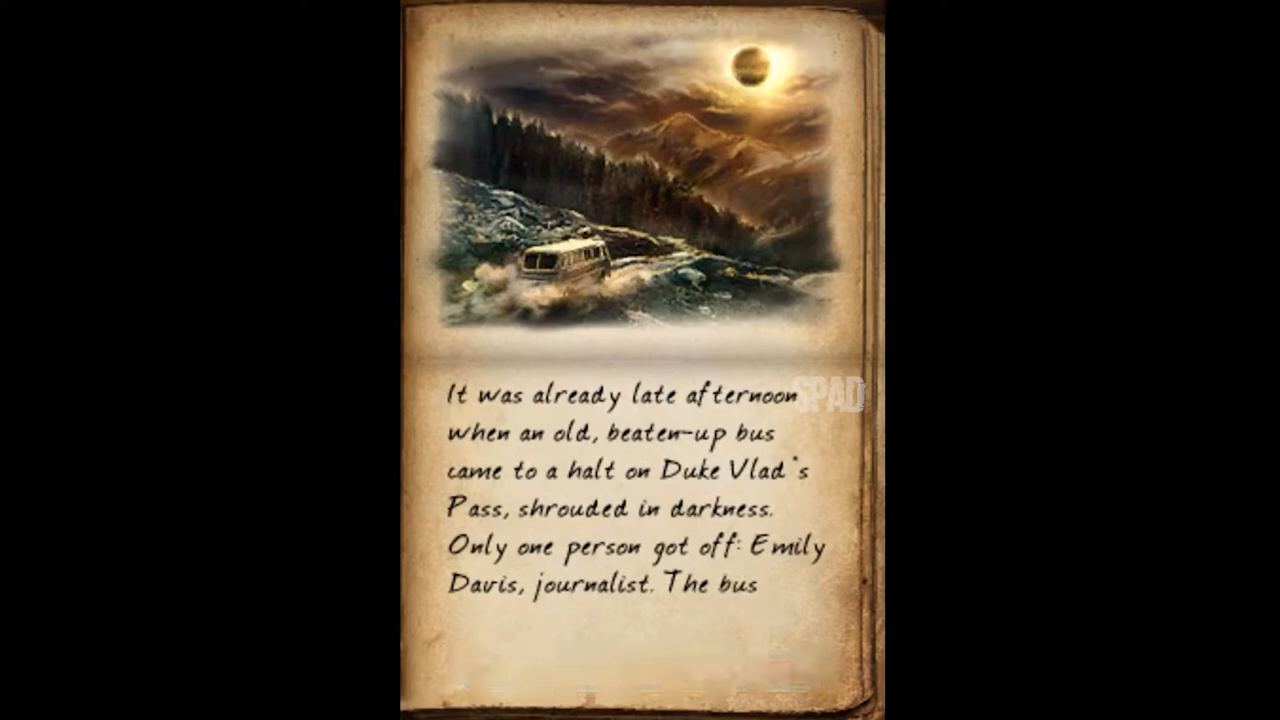 It was already late afternoon
when an old, beaten-up bus
came to a halt on Duke Vlad`s
Pass, shrouded in darkness.
Only one person got off: Emily
Davis, journalist. The bus
SPAD